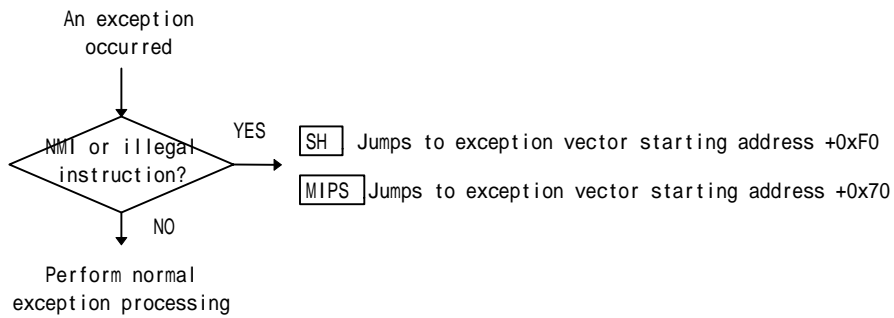 An exception
occurred
NMI or illegal
instruction?
YES
SH Jumps to exception vector starting address +0xF0
MIPS Jumps to exception vector starting address +0x70
NO
Perform normal
exception processing